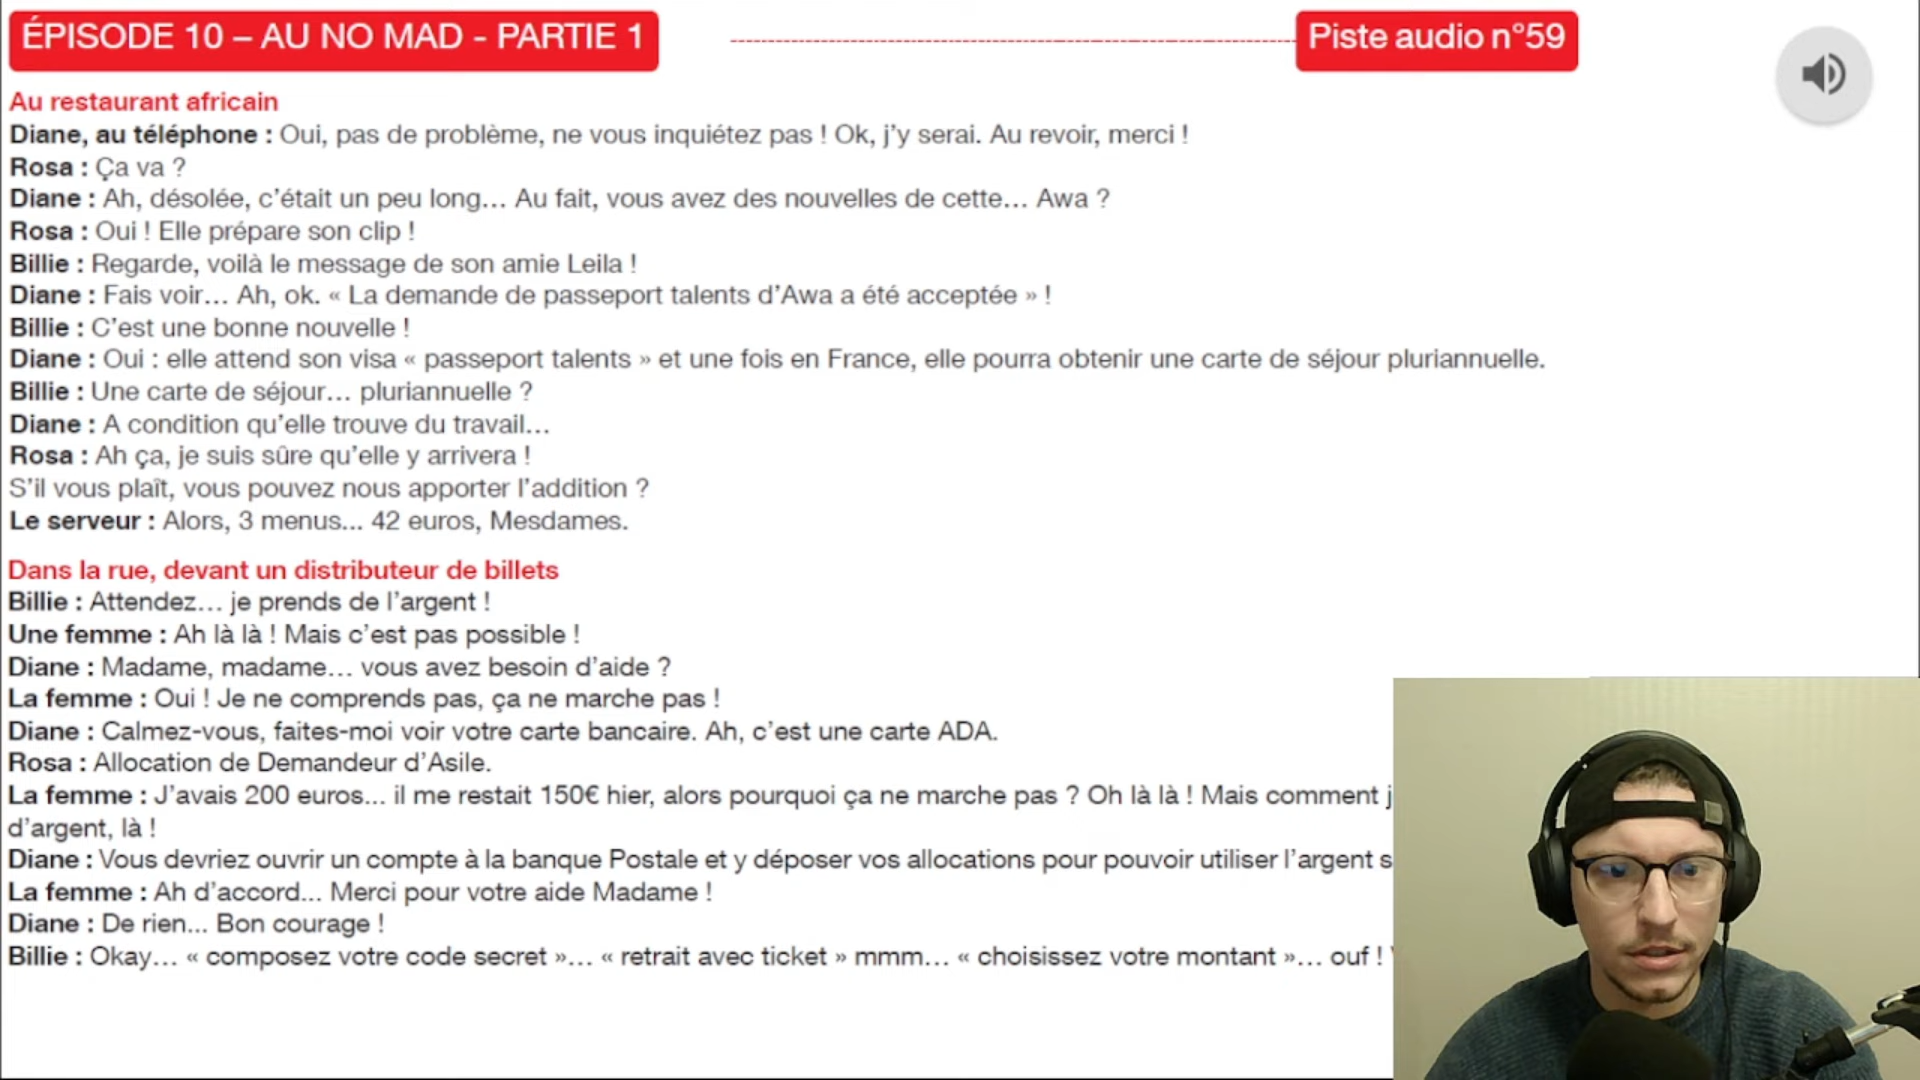 ÉPISODE 10 – AU NO MAD - PARTIE 1
Piste audio n°59
Au restaurant africain
Diane, au téléphone : Oui, pas de problème, ne vous inquiétez pas ! Ok, j’y serai. Au revoir, merci !
Rosa : Ça va ?
Diane : Ah, désolée, c’était un peu long… Au fait, vous avez des nouvelles de cette… Awa ?
Rosa : Oui ! Elle prépare son clip !
Billie : Regarde, voilà le message de son amie Leila !
Diane : Fais voir… Ah, ok. « La demande de passeport talents d’Awa a été acceptée » !
Billie : C’est une bonne nouvelle !
Diane : Oui : elle attend son visa « passeport talents » et une fois en France, elle pourra obtenir une carte de séjour pluriannuelle.
Billie : Une carte de séjour… pluriannuelle ?
Diane : A condition qu’elle trouve du travail…
Rosa : Ah ça, je suis sûre qu’elle y arrivera !
S’il vous plaît, vous pouvez nous apporter l’addition ?
Le serveur : Alors, 3 menus... 42 euros, Mesdames.
Dans la rue, devant un distributeur de billets
Billie : Attendez… je prends de l’argent !
Une femme : Ah là là ! Mais c’est pas possible !
Diane : Madame, madame… vous avez besoin d’aide ?
La femme : Oui ! Je ne comprends pas, ça ne marche pas !
Diane : Calmez-vous, faites-moi voir votre carte bancaire. Ah, c’est une carte ADA.
Rosa : Allocation de Demandeur d’Asile.
La femme : J’avais 200 euros... il me restait 150€ hier, alors pourquoi ça ne marche pas ? Oh là là ! Mais comment j
d’argent, là !
Diane : Vous devriez ouvrir un compte à la banque Postale et y déposer vos allocations pour pouvoir utiliser l’argent s
La femme : Ah d’accord... Merci pour votre aide Madame !
Diane : De rien... Bon courage !
Billie : Okay… « composez votre code secret »… « retrait avec ticket » mmm… « choisissez votre montant »… ouf !